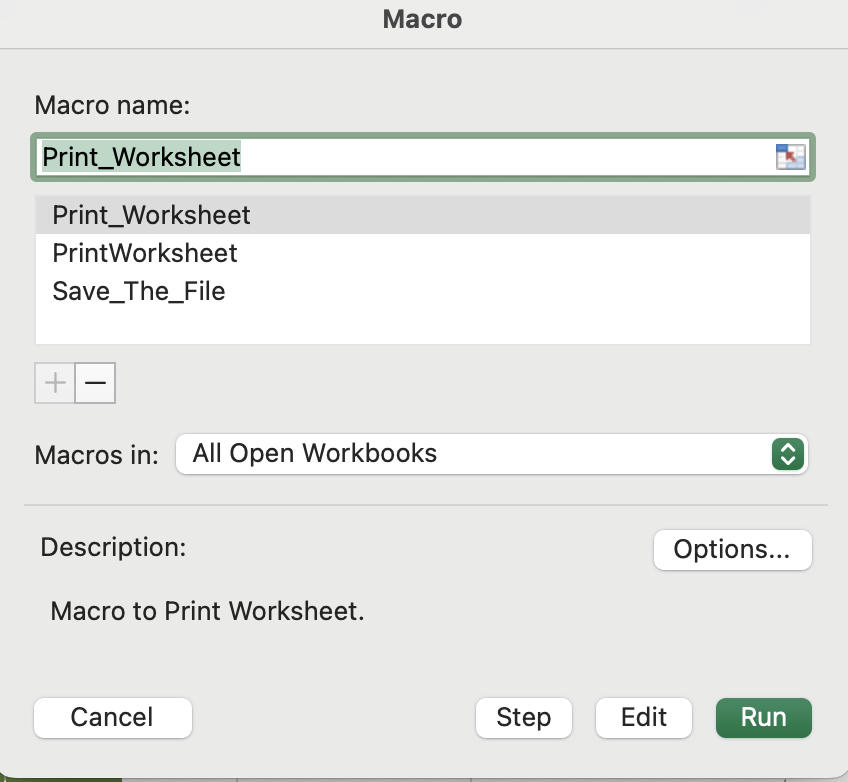 Macro
Macro name:
Print_Worksheet
Print_Worksheet
PrintWorksheet
Save_The_File
+ −
Macros in: All Open Workbooks
Description: Options...
Macro to Print Worksheet.
Cancel Step Edit Run